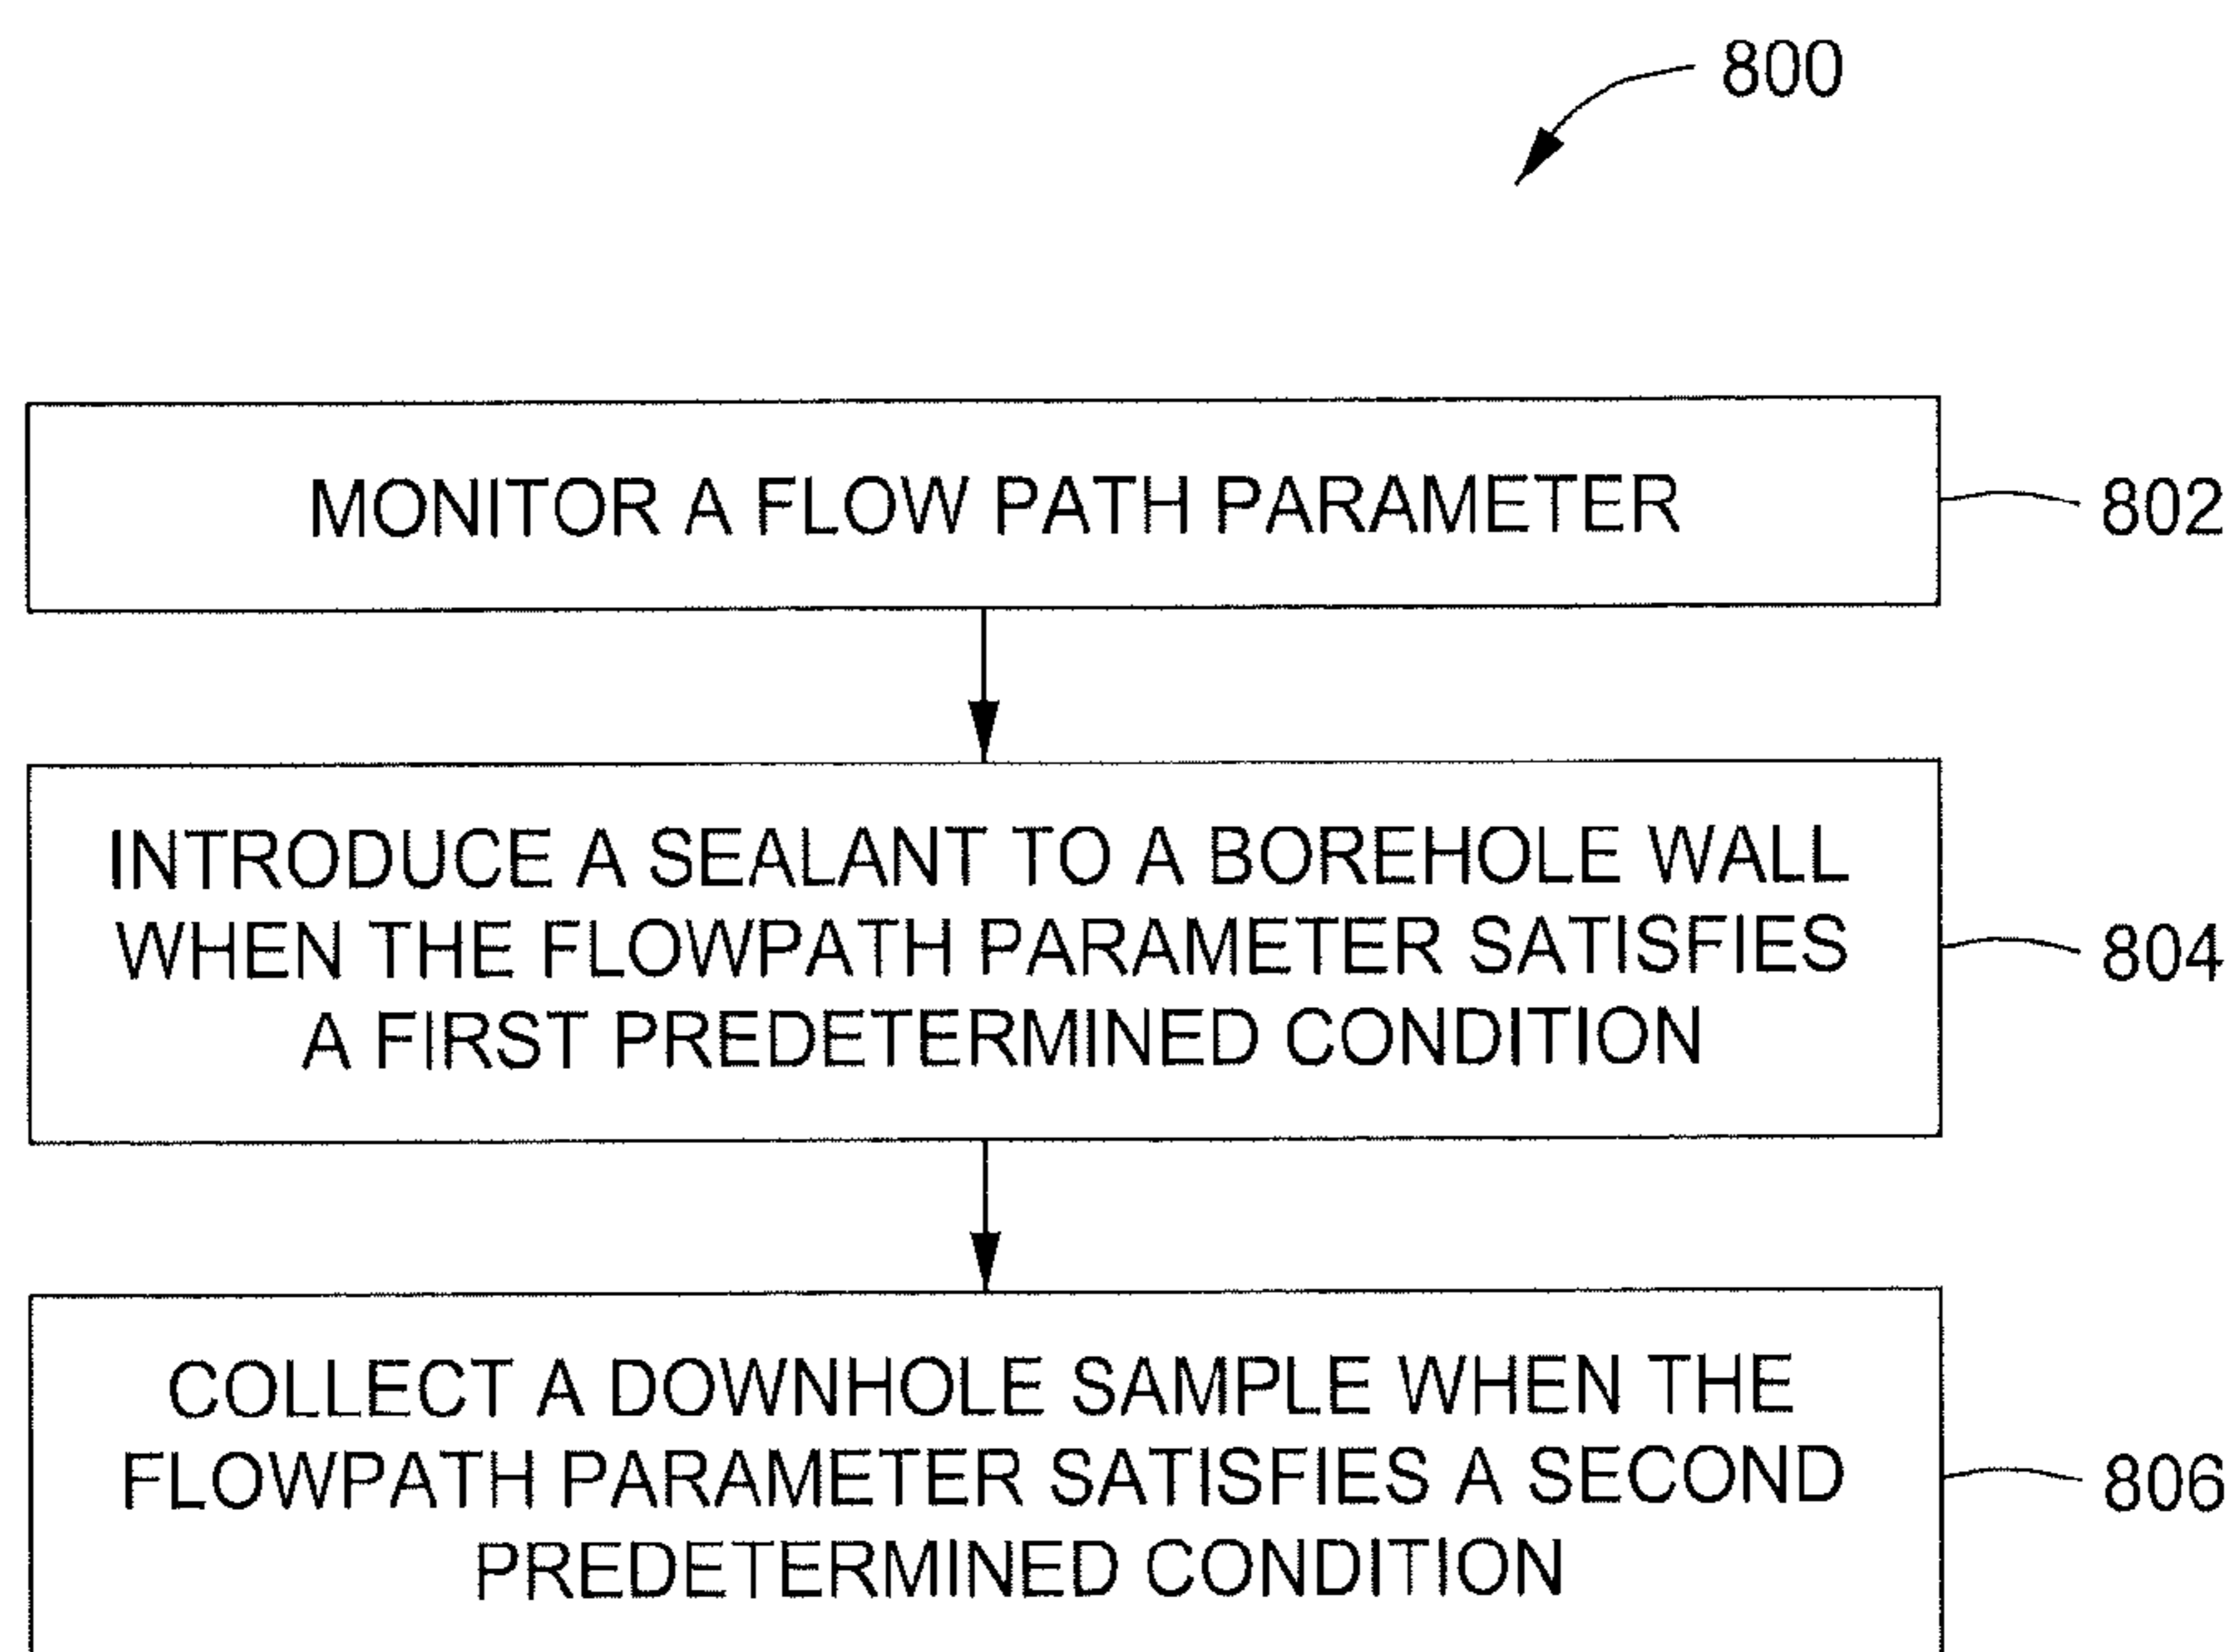 800
MONITOR A FLOW PATH PARAMETER
802
INTRODUCE A SEALANT TO A BOREHOLE WALL
WHEN THE FLOWPATH PARAMETER SATISFIES
A FIRST PREDETERMINED CONDITION
804
COLLECT A DOWNHOLE SAMPLE WHEN THE
FLOWPATH PARAMETER SATISFIES A SECOND
PREDETERMINED CONDITION
806